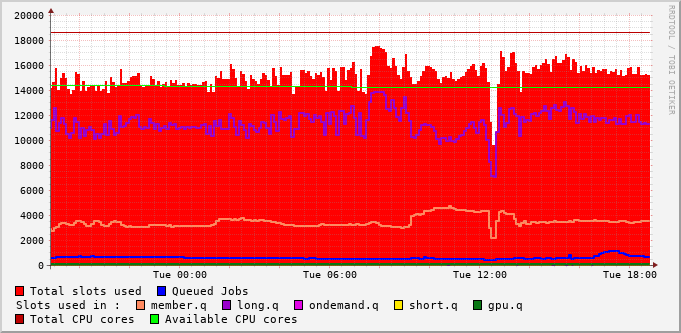 20000
18000
16000
14000
12000
10000
8000
6000
4000
2000
0
Tue 00:00 Tue 06:00 Tue 12:00 Tue 18:00
RRDTOOL / TOBI OETIKER
Total slots used Queued Jobs
Slots used in : member.q long.q ondemand.q short.q gpu.q
Total CPU cores Available CPU cores